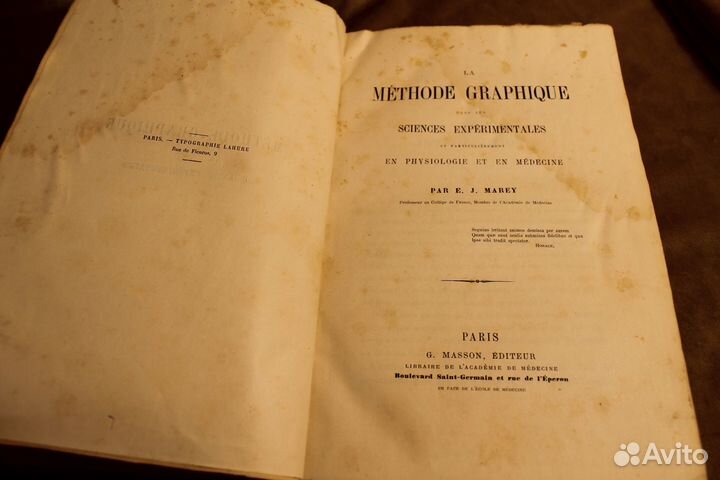 PARIS. — TYPOGRAPHIE LAHURE
Rue de Fleurus, 9
LA
MÉTHODE GRAPHIQUE
DANS LES
SCIENCES EXPÉRIMENTALES
ET PARTICULIÈREMENT
EN PHYSIOLOGIE ET EN MÉDECINE
PAR E. J. MAREY
Professeur au Collége de France, Membre de l'Académie de Médecine
Segnius irritant animos demissa per aurem
Quam quæ sunt oculis subjecta fidelibus et quæ
Ipse sibi tradit spectator.
HORACE.
PARIS
G. MASSON, ÉDITEUR
LIBRAIRE DE L'ACADÉMIE DE MÉDECINE
Boulevard Saint-Germain et rue de l'Éperon
EN FACE DE L'ÉCOLE DE MÉDECINE
Avito